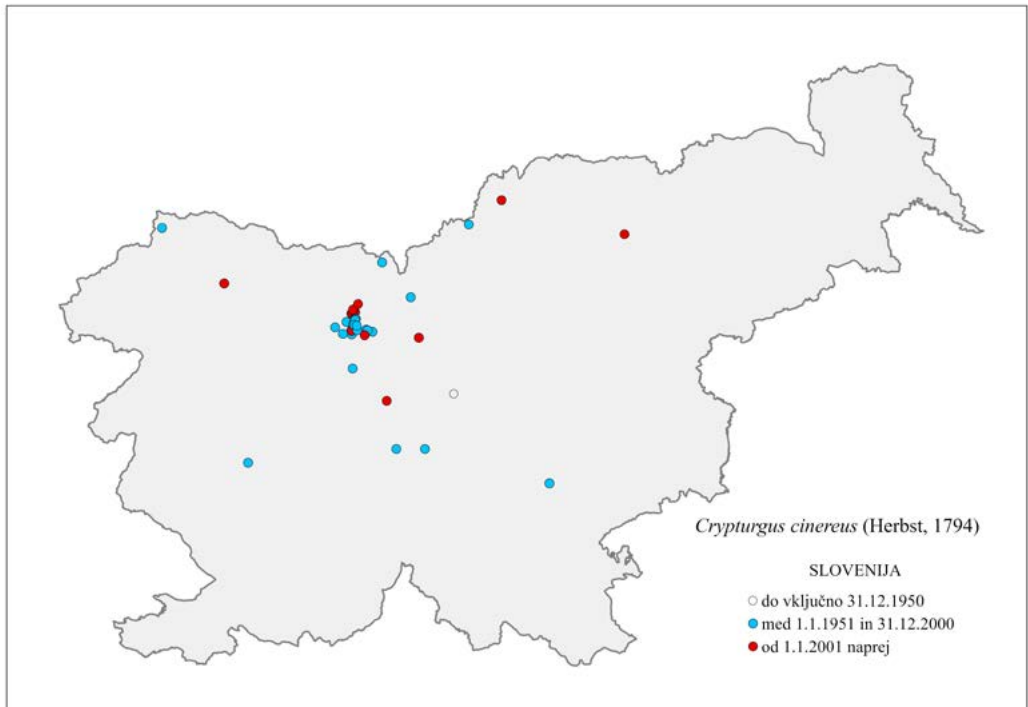 Crypturgus cinereus (Herbst, 1794)
SLOVENIJA
do vključno 31.12.1950
med 1.1.1951 in 31.12.2000
od 1.1.2001 naprej